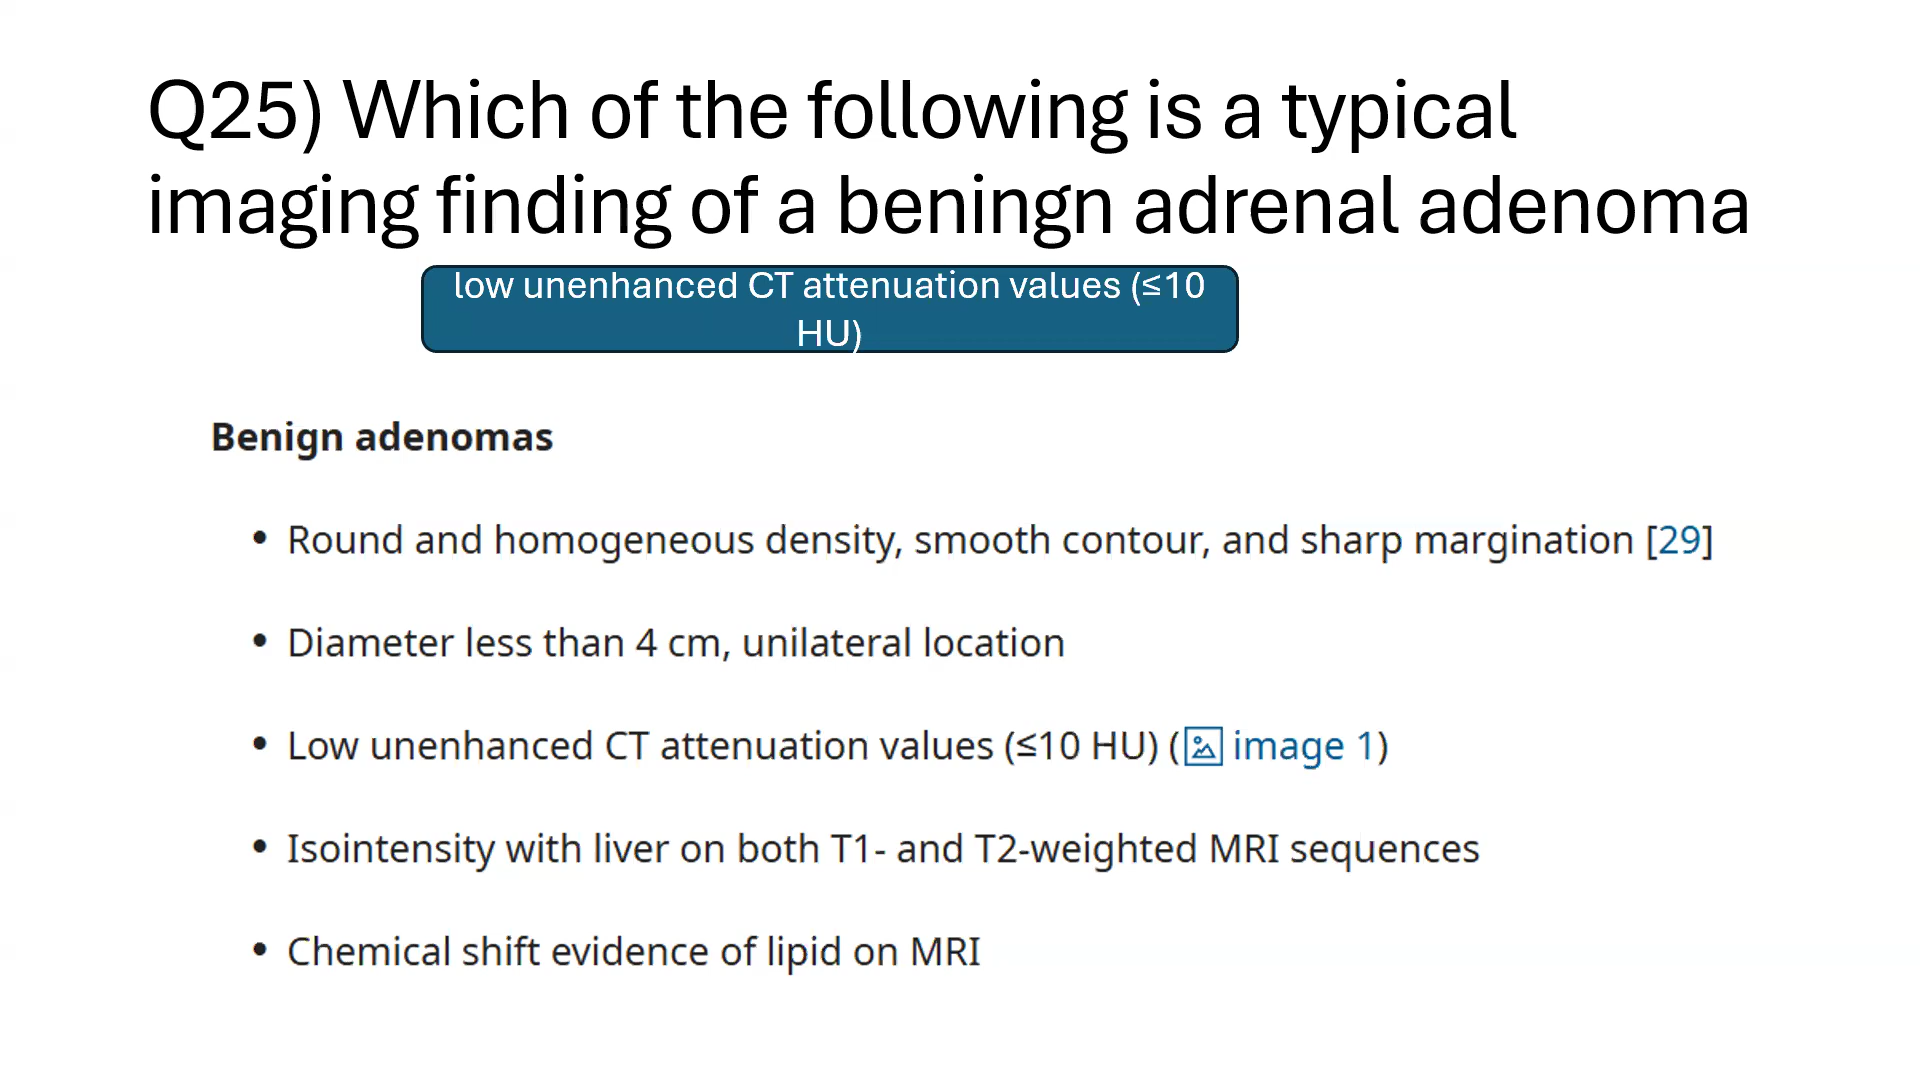 Q25) Which of the following is a typical
imaging finding of a beningn adrenal adenoma
low unenhanced CT attenuation values (≤10
HU)
Benign adenomas
• Round and homogeneous density, smooth contour, and sharp margination [29]
• Diameter less than 4 cm, unilateral location
• Low unenhanced CT attenuation values (≤10 HU) (image 1)
• Isointensity with liver on both T1- and T2-weighted MRI sequences
• Chemical shift evidence of lipid on MRI